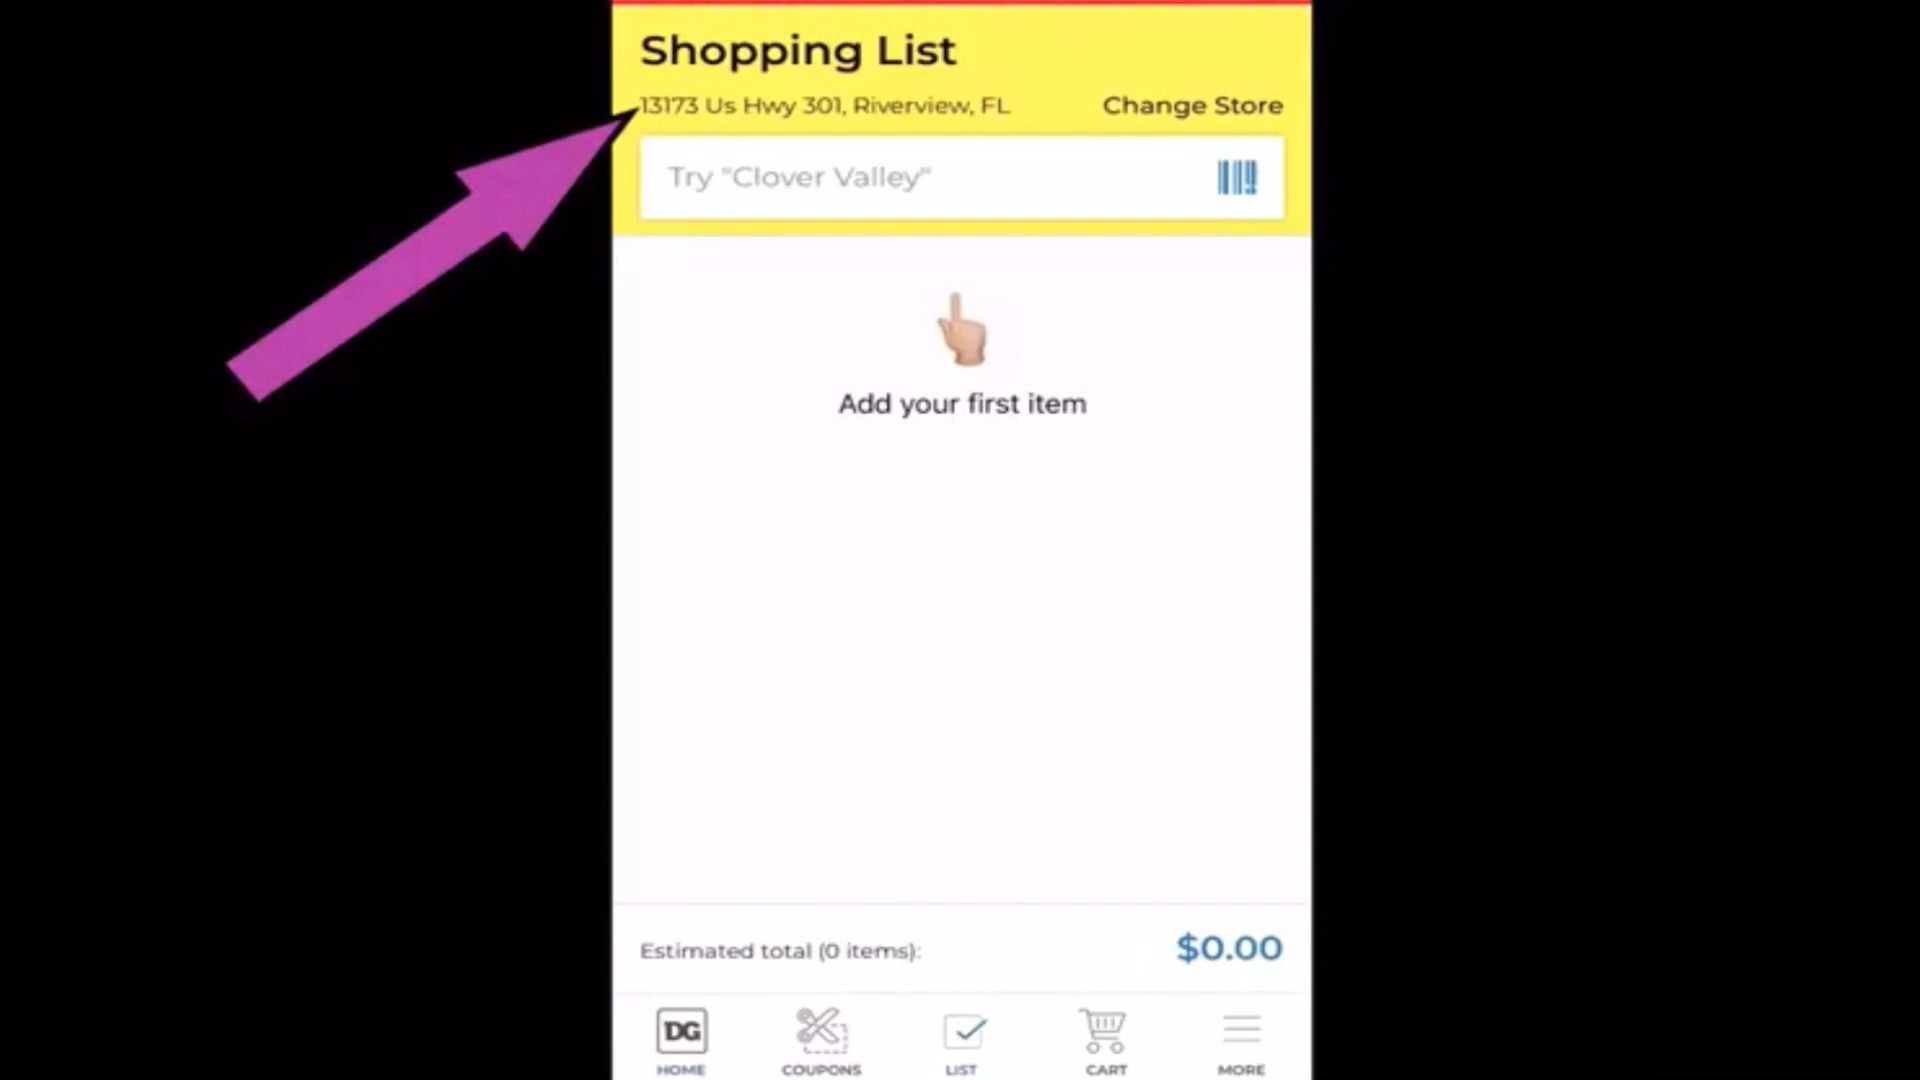 Shopping List
13173 Us Hwy 301, Riverview, FL Change Store
Try "Clover Valley"
Add your first item
Estimated total (0 items): $0.00
DG
HOME COUPONS LIST CART MORE